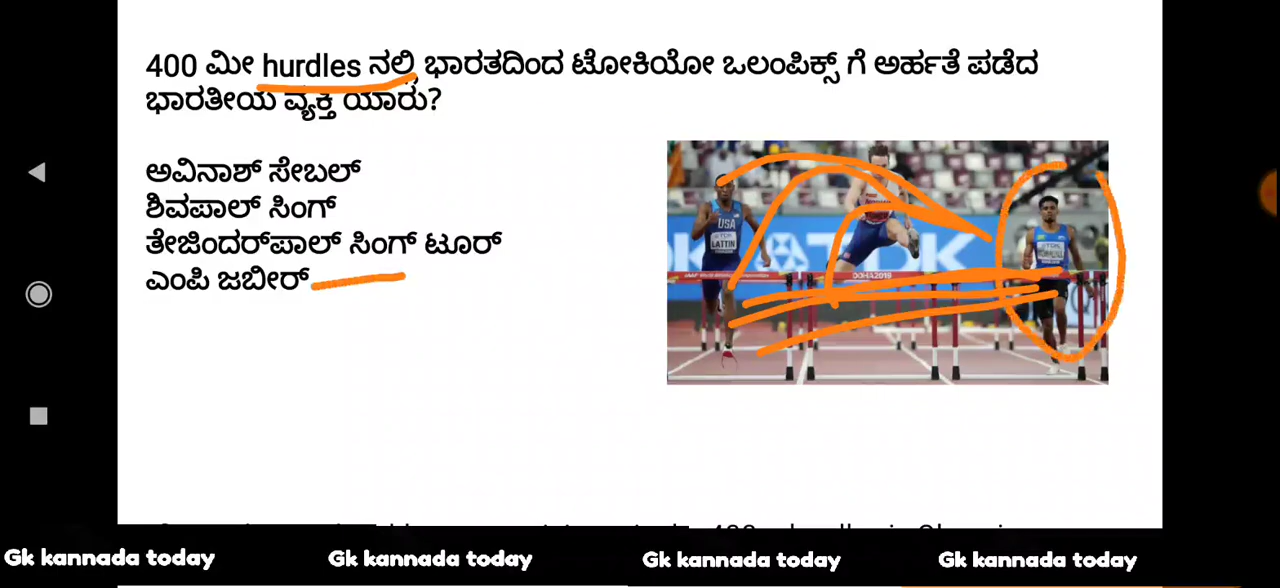 400 ಮೀ hurdles ನಲ್ಲಿ ಭಾರತದಿಂದ ಟೋಕಿಯೋ ಒಲಂಪಿಕ್ಸ್ ಗೆ ಅರ್ಹತೆ ಪಡೆದ
ಭಾರತೀಯ ವ್ಯಕ್ತಿ ಯಾರು?
ಅವಿನಾಶ್ ಸೇಬಲ್
ಶಿವಪಾಲ್ ಸಿಂಗ್
ತೇಜಿಂದರ್‌ಪಾಲ್ ಸಿಂಗ್ ಟೂರ್
ಎಂಪಿ ಜಬೀರ್
USA
LATTIN
TDK
DOHA2019
Gk kannada today Gk kannada today Gk kannada today Gk kannada today